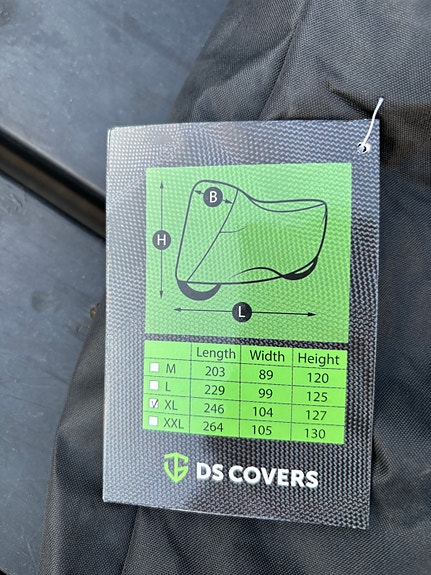 B
H
L
Length Width Height
M 203 89 120
L 229 99 125
XL 246 104 127
XXL 264 105 130
DS COVERS